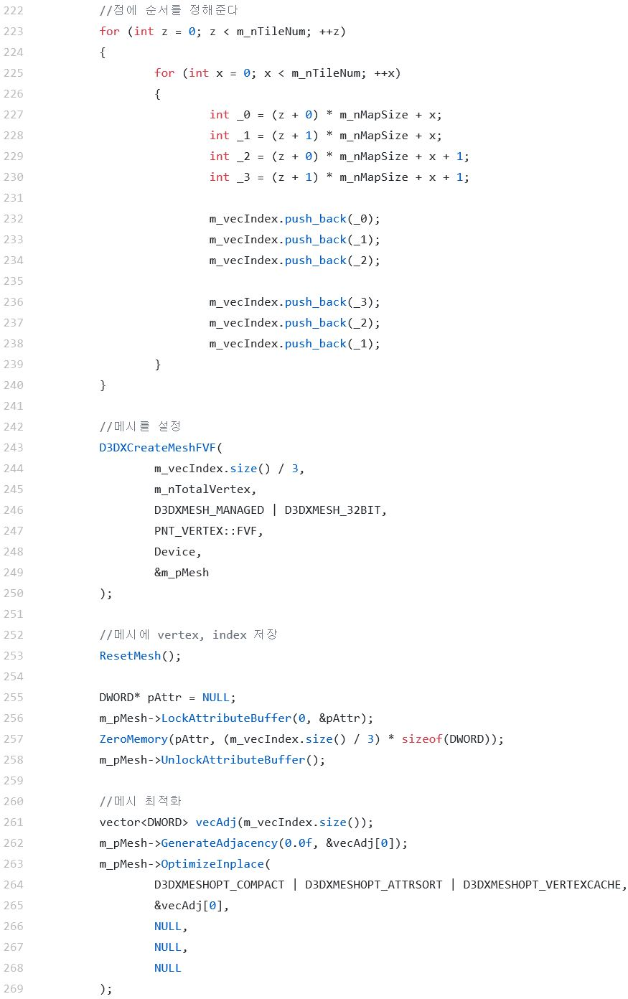 222 //점에 순서를 정해준다
223 for (int z = 0; z < m_nTileNum; ++z)
224 {
225 for (int x = 0; x < m_nTileNum; ++x)
226 {
227 int _0 = (z + 0) * m_nMapSize + x;
228 int _1 = (z + 1) * m_nMapSize + x;
229 int _2 = (z + 0) * m_nMapSize + x + 1;
230 int _3 = (z + 1) * m_nMapSize + x + 1;
231
232 m_vecIndex.push_back(_0);
233 m_vecIndex.push_back(_1);
234 m_vecIndex.push_back(_2);
235
236 m_vecIndex.push_back(_3);
237 m_vecIndex.push_back(_2);
238 m_vecIndex.push_back(_1);
239 }
240 }
241
242 //메시를 설정
243 D3DXCreateMeshFVF(
244 m_vecIndex.size() / 3,
245 m_nTotalVertex,
246 D3DXMESH_MANAGED | D3DXMESH_32BIT,
247 PNT_VERTEX::FVF,
248 Device,
249 &m_pMesh
250 );
251
252 //메시에 vertex, index 저장
253 ResetMesh();
254
255 DWORD* pAttr = NULL;
256 m_pMesh->LockAttributeBuffer(0, &pAttr);
257 ZeroMemory(pAttr, (m_vecIndex.size() / 3) * sizeof(DWORD));
258 m_pMesh->UnlockAttributeBuffer();
259
260 //메시 최적화
261 vector<DWORD> vecAdj(m_vecIndex.size());
262 m_pMesh->GenerateAdjacency(0.0f, &vecAdj[0]);
263 m_pMesh->OptimizeInplace(
264 D3DXMESHOPT_COMPACT | D3DXMESHOPT_ATTRSORT | D3DXMESHOPT_VERTEXCACHE,
265 &vecAdj[0],
266 NULL,
267 NULL,
268 NULL
269 );